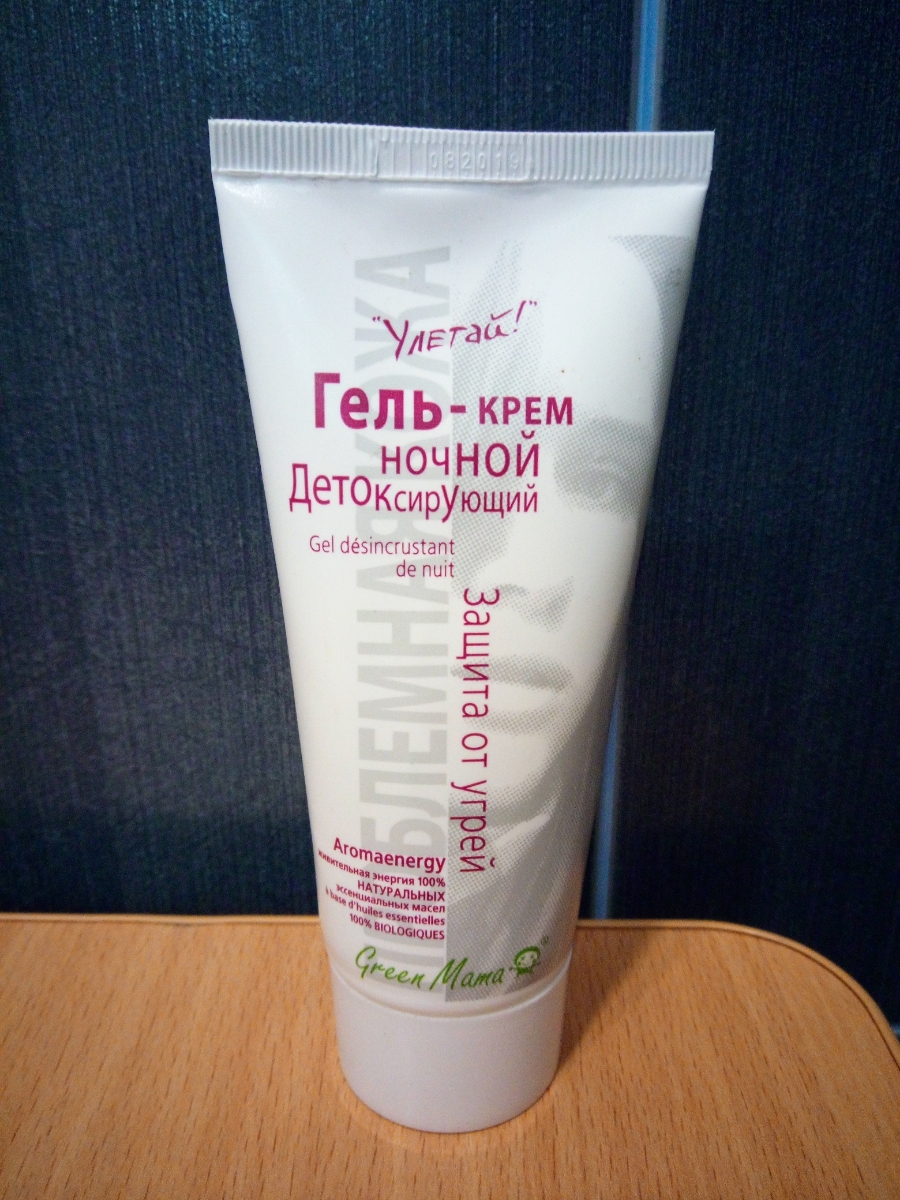 082019
"Улетай!"
Гель-КРЕМ
НОЧНОЙ
Детоксирующий
Gel désincrustant
de nuit
Защита от угрей
КОЖА
Aromaenergy
живительная энергия 100%
НАТУРАЛЬНЫХ
эссенциальных масел
à base d'huiles essentielles
100% BIOLOGIQUES
Green Mama